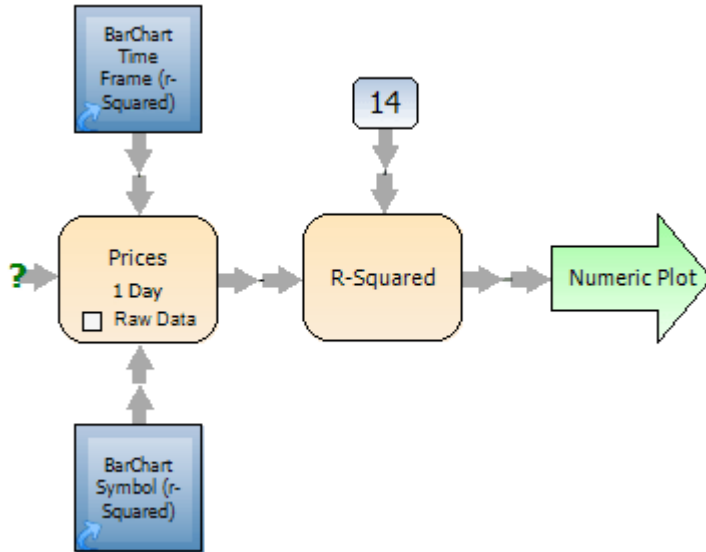 BarChart
Time
Frame (r-
Squared)
14
?
Prices
1 Day
Raw Data
R-Squared
Numeric Plot
BarChart
Symbol (r-
Squared)